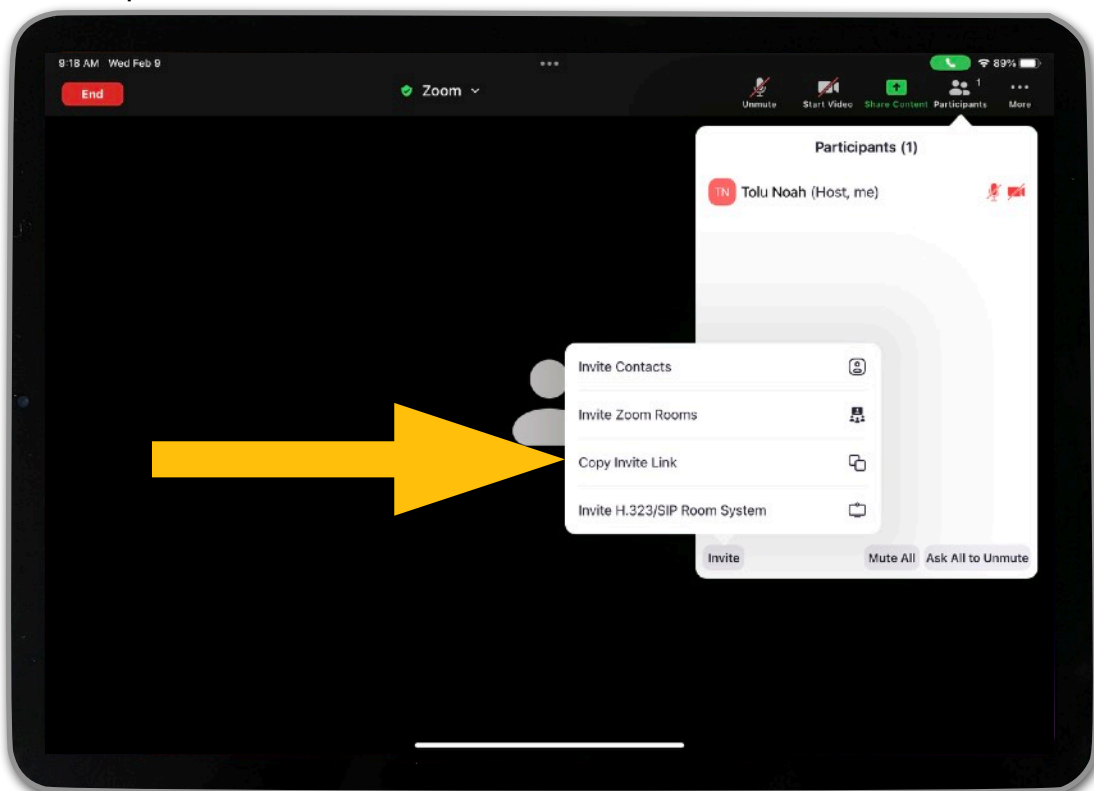 9:18 AM Wed Feb 9
89%
End
Zoom
Unmute
Start Video
Share Content
Participants
1
More
Participants (1)
TN
Tolu Noah (Host, me)
Invite Contacts
Invite Zoom Rooms
Copy Invite Link
Invite H.323/SIP Room System
Invite
Mute All
Ask All to Unmute